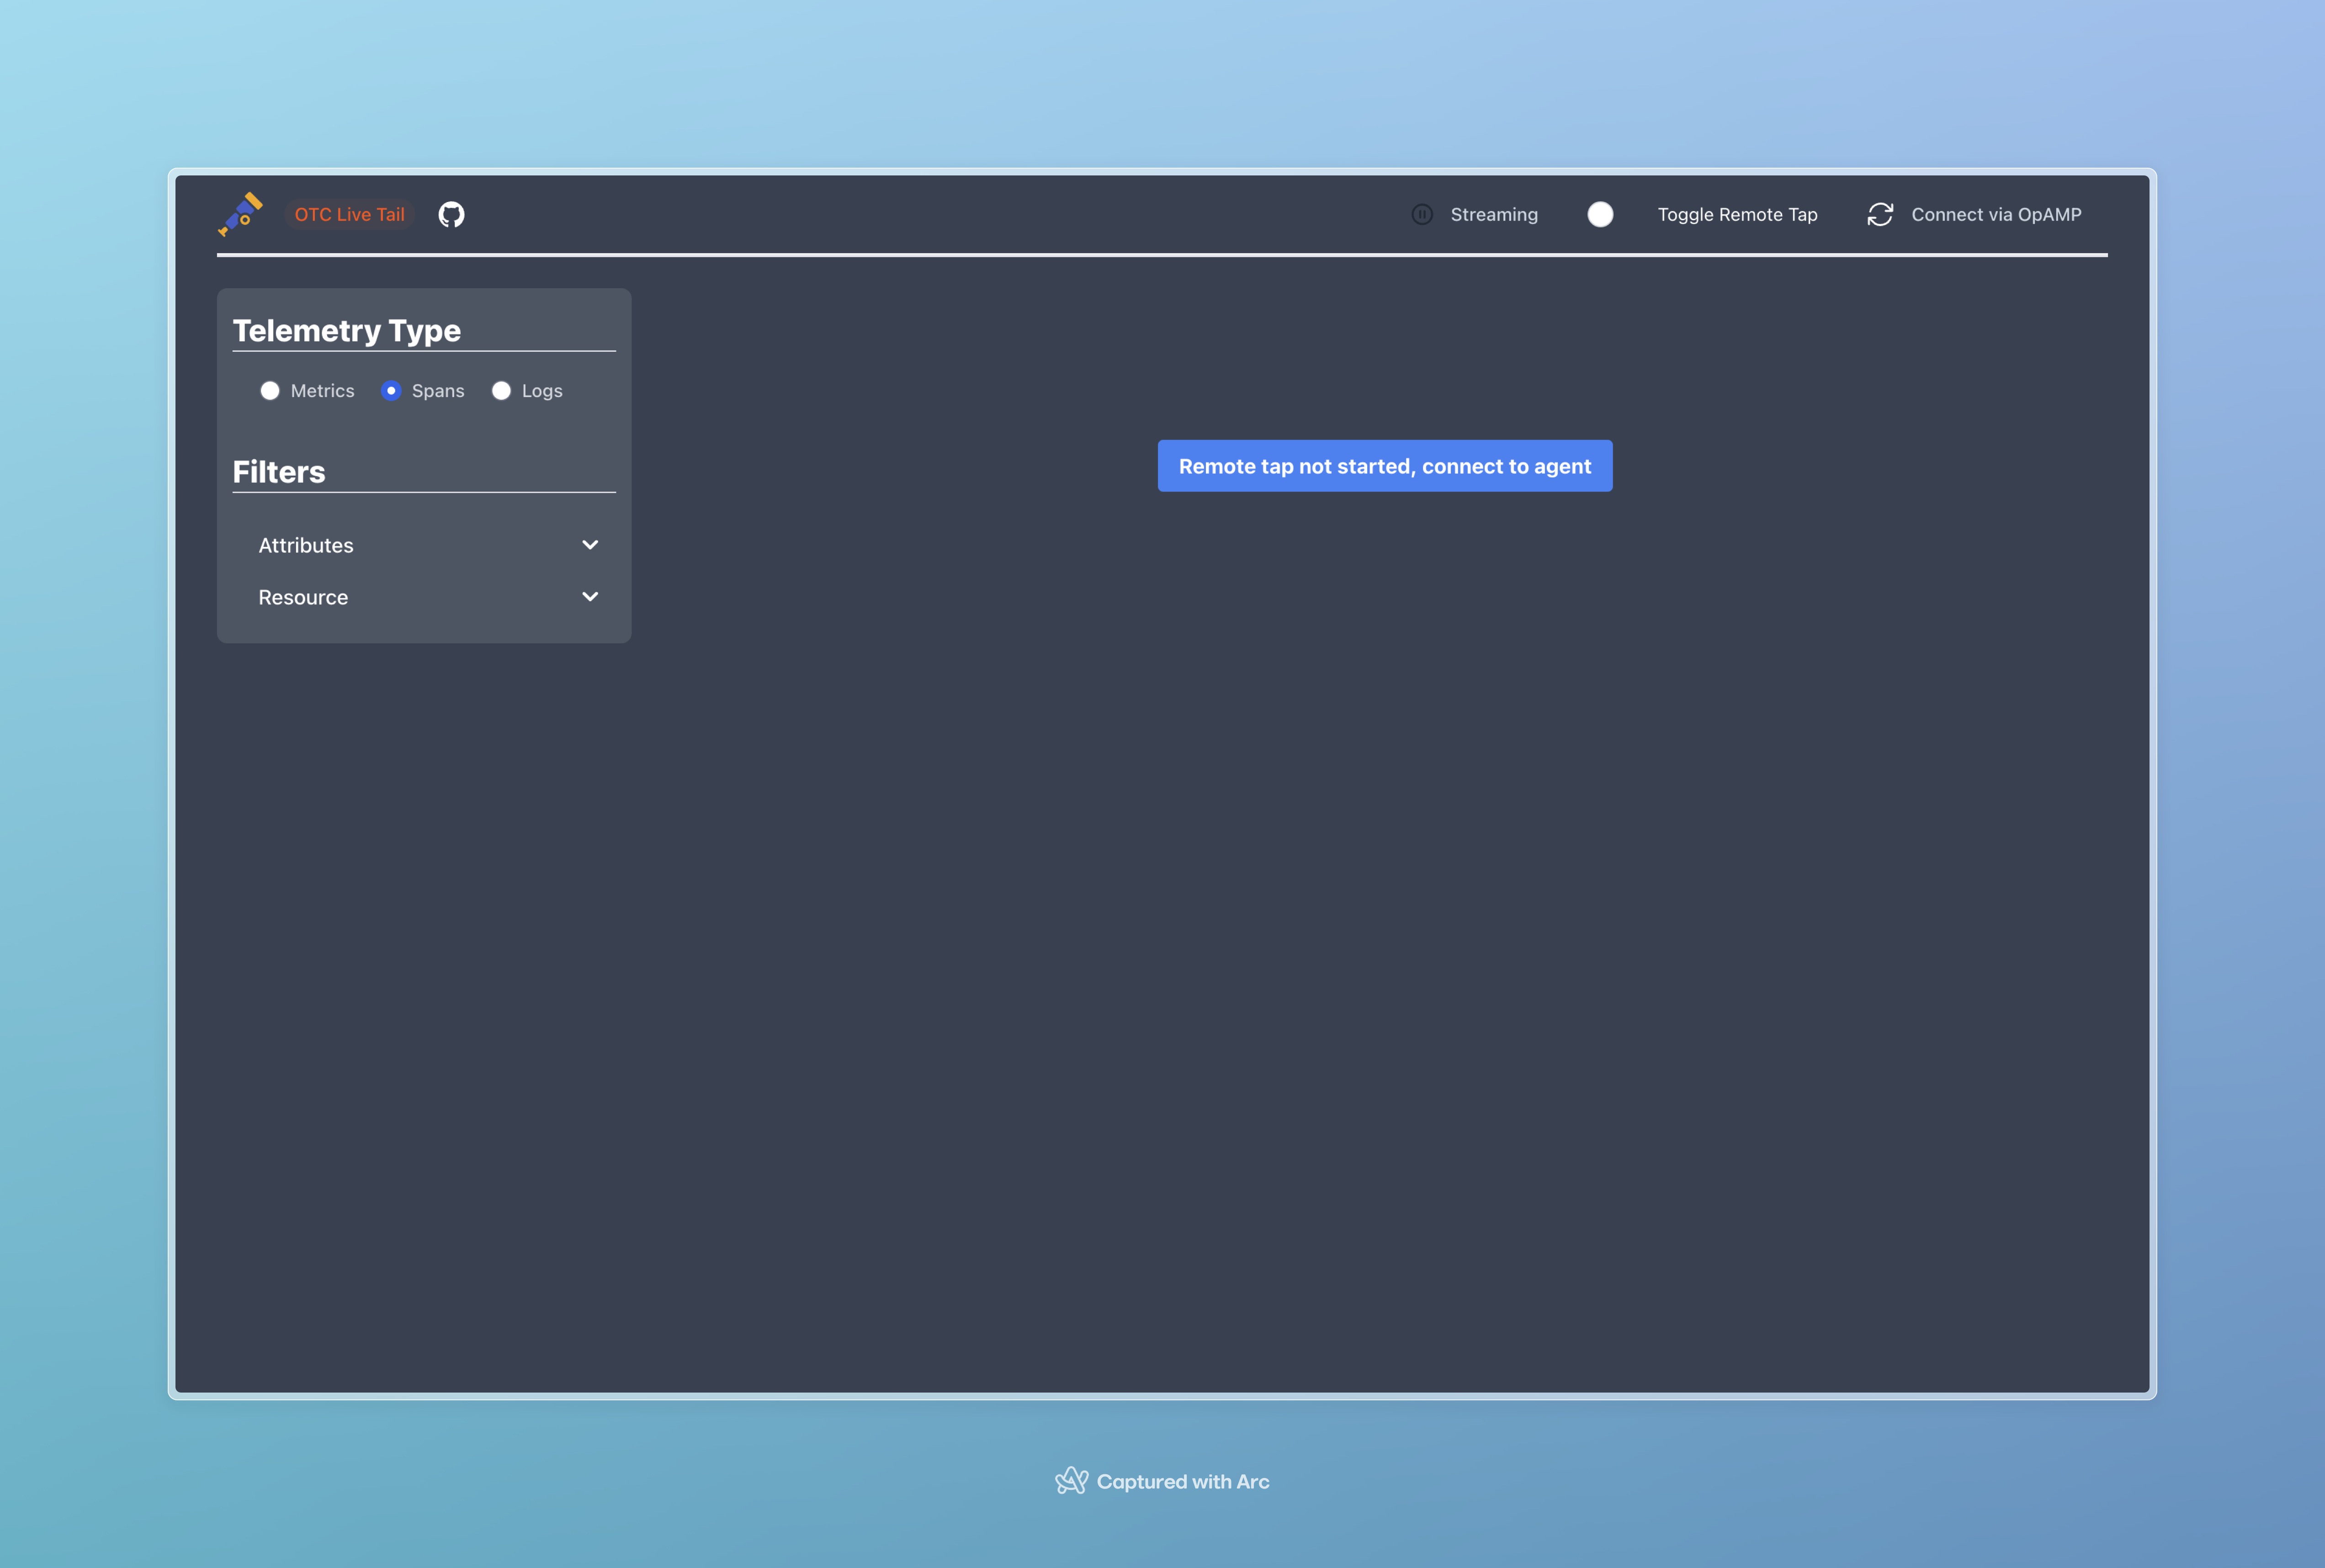 OTC Live Tail
Streaming
Toggle Remote Tap
Connect via OpAMP
Telemetry Type
Metrics
Spans
Logs
Filters
Attributes
Resource
Remote tap not started, connect to agent
Captured with Arc